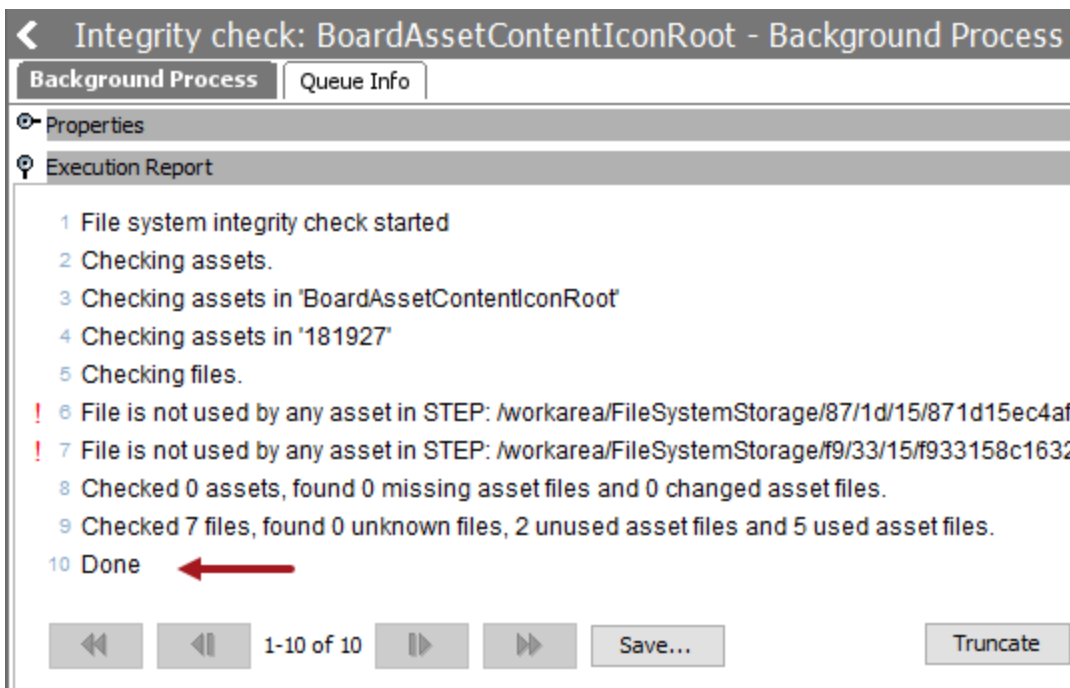 Integrity check: BoardAssetContentIconRoot - Background Process
Background Process Queue Info
Properties
Execution Report
1 File system integrity check started
2 Checking assets.
3 Checking assets in 'BoardAssetContentIconRoot'
4 Checking assets in '181927'
5 Checking files.
! 6 File is not used by any asset in STEP: /workarea/FileSystemStorage/87/1d/15/871d15ec4af
! 7 File is not used by any asset in STEP: /workarea/FileSystemStorage/f9/33/15/f933158c1632
8 Checked 0 assets, found 0 missing asset files and 0 changed asset files.
9 Checked 7 files, found 0 unknown files, 2 unused asset files and 5 used asset files.
10 Done
1-10 of 10 Save... Truncate